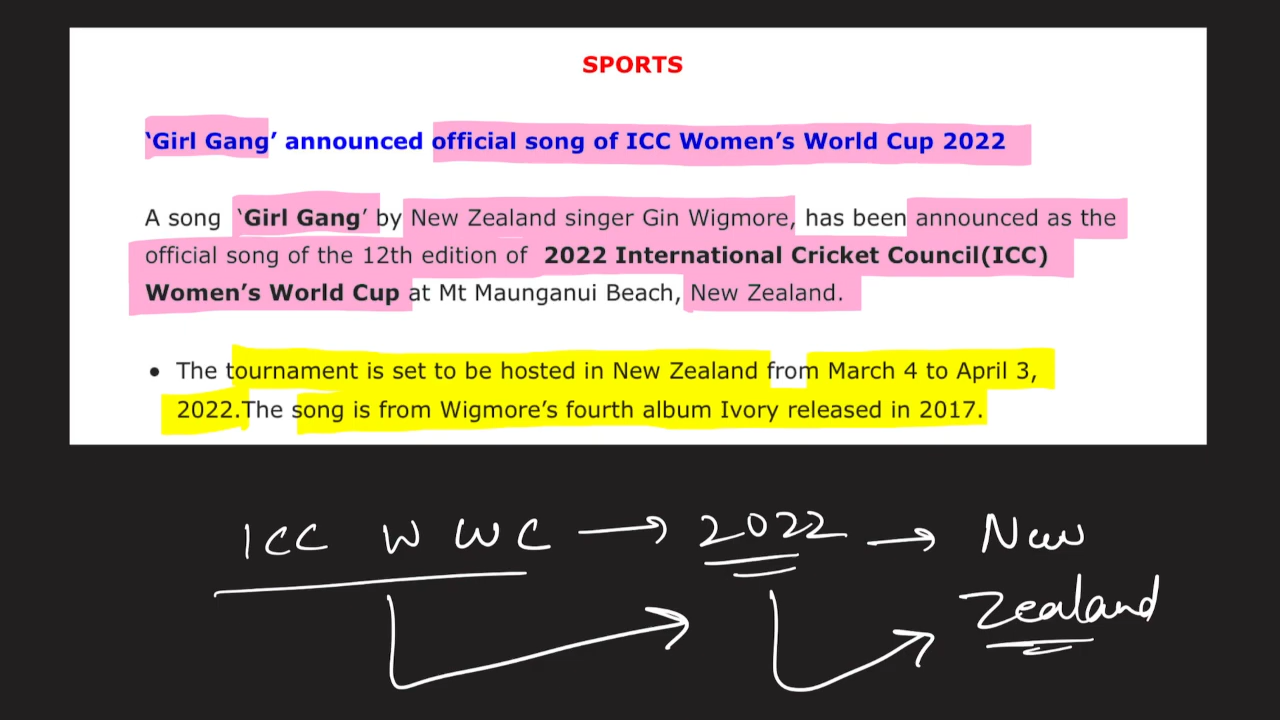 SPORTS
‘Girl Gang’ announced official song of ICC Women’s World Cup 2022
A song ‘Girl Gang’ by New Zealand singer Gin Wigmore, has been announced as the
official song of the 12th edition of 2022 International Cricket Council(ICC)
Women’s World Cup at Mt Maunganui Beach, New Zealand.
• The tournament is set to be hosted in New Zealand from March 4 to April 3,
2022.The song is from Wigmore’s fourth album Ivory released in 2017.
ICC W WC → 2022 → New
Zealand